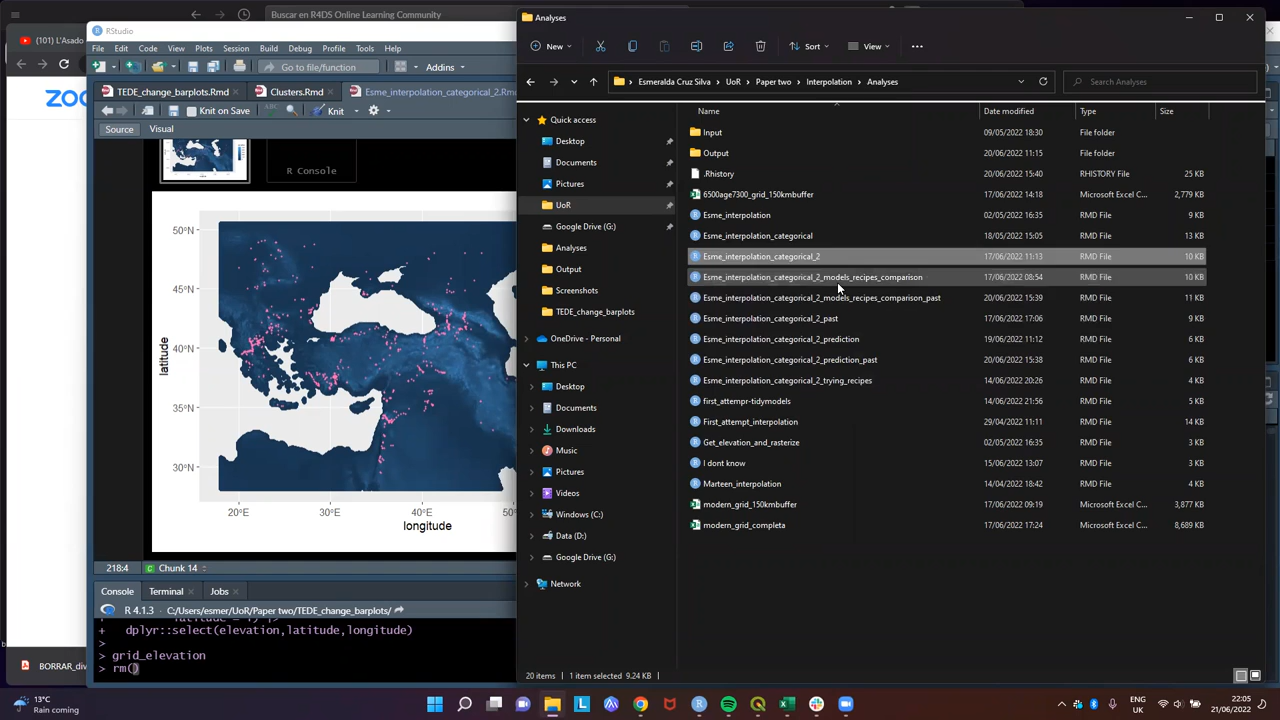 Buscar en R4DS Online Learning Community
(101) L'Asado
ZOO
BORRAR_div
RStudio
File Edit Code View Plots Session Build Debug Profile Tools Help
Go to file/function
Addins
TEDE_change_barplots.Rmd
Clusters.Rmd
Esme_interpolation_categorical_2.Rmd
ABC
Knit on Save
Knit
Source
Visual
R Console
50°N
45°N
40°N
35°N
30°N
20°E
30°E
40°E
50°
latitude
longitude
218:4
Chunk 14
Console
Terminal
Jobs
R 4.1.3 · C:/Users/esmer/UoR/Paper two/TEDE_change_barplots/
+ dplyr::select(elevation,latitude,longitude)
>
> grid_elevation
> rm()
Analyses
New
Sort
View
Esmeralda Cruz Silva > UoR > Paper two > Interpolation > Analyses
Search Analyses
Quick access
Desktop
Documents
Pictures
UoR
Google Drive (G:)
Analyses
Output
Screenshots
TEDE_change_barplots
OneDrive - Personal
This PC
Desktop
Documents
Downloads
Music
Pictures
Videos
Windows (C:)
Data (D:)
Google Drive (G:)
Network
Name Date modified Type Size
Input 09/05/2022 18:30 File folder
Output 20/06/2022 11:15 File folder
.Rhistory 20/06/2022 15:40 RHISTORY File 25 KB
6500age7300_grid_150kmbuffer 17/06/2022 14:18 Microsoft Excel C... 2,779 KB
Esme_interpolation 02/05/2022 16:35 RMD File 9 KB
Esme_interpolation_categorical 18/05/2022 15:05 RMD File 13 KB
Esme_interpolation_categorical_2 17/06/2022 11:13 RMD File 10 KB
Esme_interpolation_categorical_2_models_recipes_comparison 17/06/2022 08:54 RMD File 10 KB
Esme_interpolation_categorical_2_models_recipes_comparison_past 20/06/2022 15:39 RMD File 11 KB
Esme_interpolation_categorical_2_past 17/06/2022 17:06 RMD File 9 KB
Esme_interpolation_categorical_2_prediction 19/06/2022 11:12 RMD File 6 KB
Esme_interpolation_categorical_2_prediction_past 20/06/2022 15:38 RMD File 6 KB
Esme_interpolation_categorical_2_trying_recipes 14/06/2022 20:26 RMD File 4 KB
first_attempr-tidymodels 14/06/2022 21:56 RMD File 5 KB
First_attempt_interpolation 29/04/2022 11:11 RMD File 14 KB
Get_elevation_and_rasterize 02/05/2022 16:35 RMD File 3 KB
I dont know 15/06/2022 13:07 RMD File 3 KB
Marteen_interpolation 14/04/2022 18:42 RMD File 4 KB
modern_grid_150kmbuffer 17/06/2022 09:19 Microsoft Excel C... 3,877 KB
modern_grid_completa 17/06/2022 17:24 Microsoft Excel C... 8,689 KB
20 items
1 item selected 9.24 KB
13°C
Rain coming
ENG
UK
22:05
21/06/2022